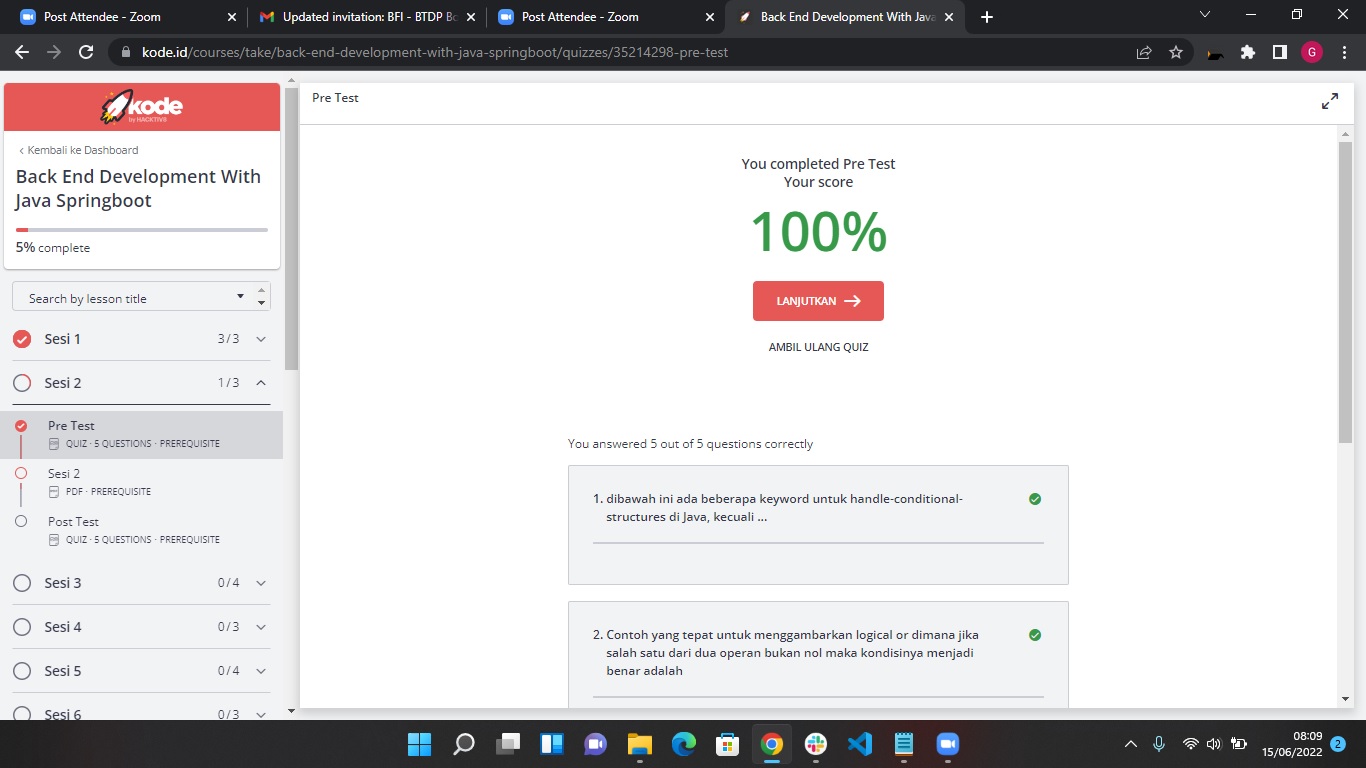 Post Attendee - Zoom
Updated invitation: BFI - BTDP Bc
Post Attendee - Zoom
Back End Development With Java
kode.id/courses/take/back-end-development-with-java-springboot/quizzes/35214298-pre-test
G
kode
by HACKTIV8
Kembali ke Dashboard
Back End Development With
Java Springboot
5% complete
Search by lesson title
Sesi 1 3/3
Sesi 2 1/3
Pre Test
QUIZ · 5 QUESTIONS · PREREQUISITE
Sesi 2
PDF · PREREQUISITE
Post Test
QUIZ · 5 QUESTIONS · PREREQUISITE
Sesi 3 0/4
Sesi 4 0/3
Sesi 5 0/4
Sesi 6 0/3
Pre Test
You completed Pre Test
Your score
100%
LANJUTKAN
AMBIL ULANG QUIZ
You answered 5 out of 5 questions correctly
1. dibawah ini ada beberapa keyword untuk handle-conditional-
structures di Java, kecuali ...
2. Contoh yang tepat untuk menggambarkan logical or dimana jika
salah satu dari dua operan bukan nol maka kondisinya menjadi
benar adalah
08:09
15/06/2022
2